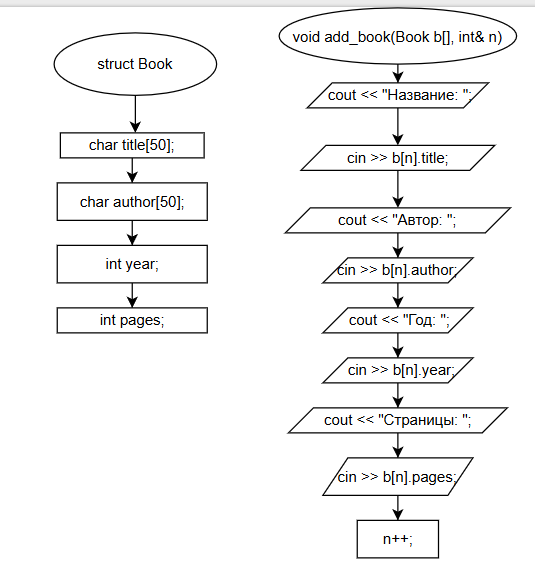 struct Book
char title[50];
char author[50];
int year;
int pages;
void add_book(Book b[], int& n)
cout << "Название: ";
cin >> b[n].title;
cout << "Автор: ";
cin >> b[n].author;
cout << "Год: ";
cin >> b[n].year;
cout << "Страницы: ";
cin >> b[n].pages;
n++;